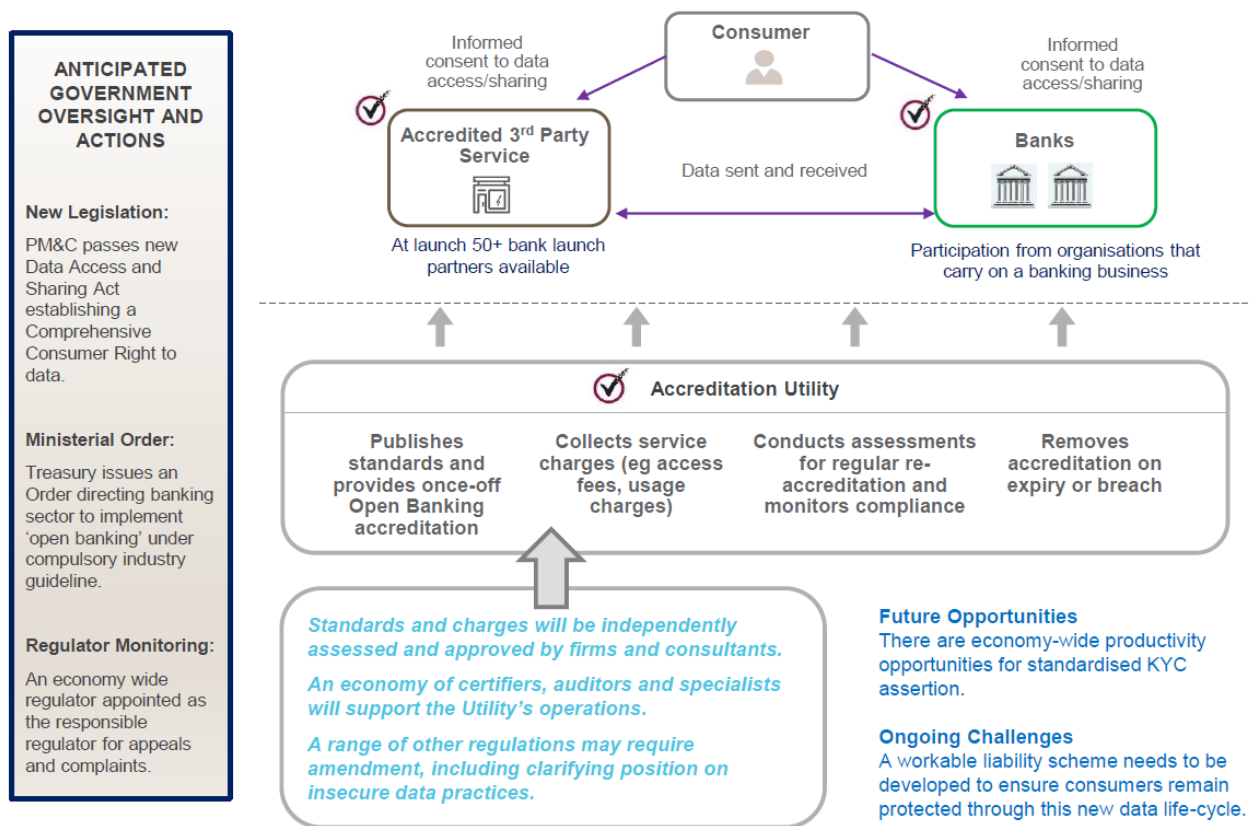 ANTICIPATED
GOVERNMENT
OVERSIGHT AND
ACTIONS
New Legislation:
PM&C passes new
Data Access and
Sharing Act
establishing a
Comprehensive
Consumer Right to
data.
Ministerial Order:
Treasury issues an
Order directing banking
sector to implement
‘open banking’ under
compulsory industry
guideline.
Regulator Monitoring:
An economy wide
regulator appointed as
the responsible
regulator for appeals
and complaints.
Consumer
Informed
consent to data
access/sharing
Informed
consent to data
access/sharing
Accredited 3rd Party
Service
Data sent and received
Banks
At launch 50+ bank launch
partners available
Participation from organisations that
carry on a banking business
Accreditation Utility
Publishes
standards and
provides once-off
Open Banking
accreditation
Collects service
charges (eg access
fees, usage
charges)
Conducts assessments
for regular re-
accreditation and
monitors compliance
Removes
accreditation on
expiry or breach
Standards and charges will be independently
assessed and approved by firms and consultants.
An economy of certifiers, auditors and specialists
will support the Utility’s operations.
A range of other regulations may require
amendment, including clarifying position on
insecure data practices.
Future Opportunities
There are economy-wide productivity
opportunities for standardised KYC
assertion.
Ongoing Challenges
A workable liability scheme needs to be
developed to ensure consumers remain
protected through this new data life-cycle.